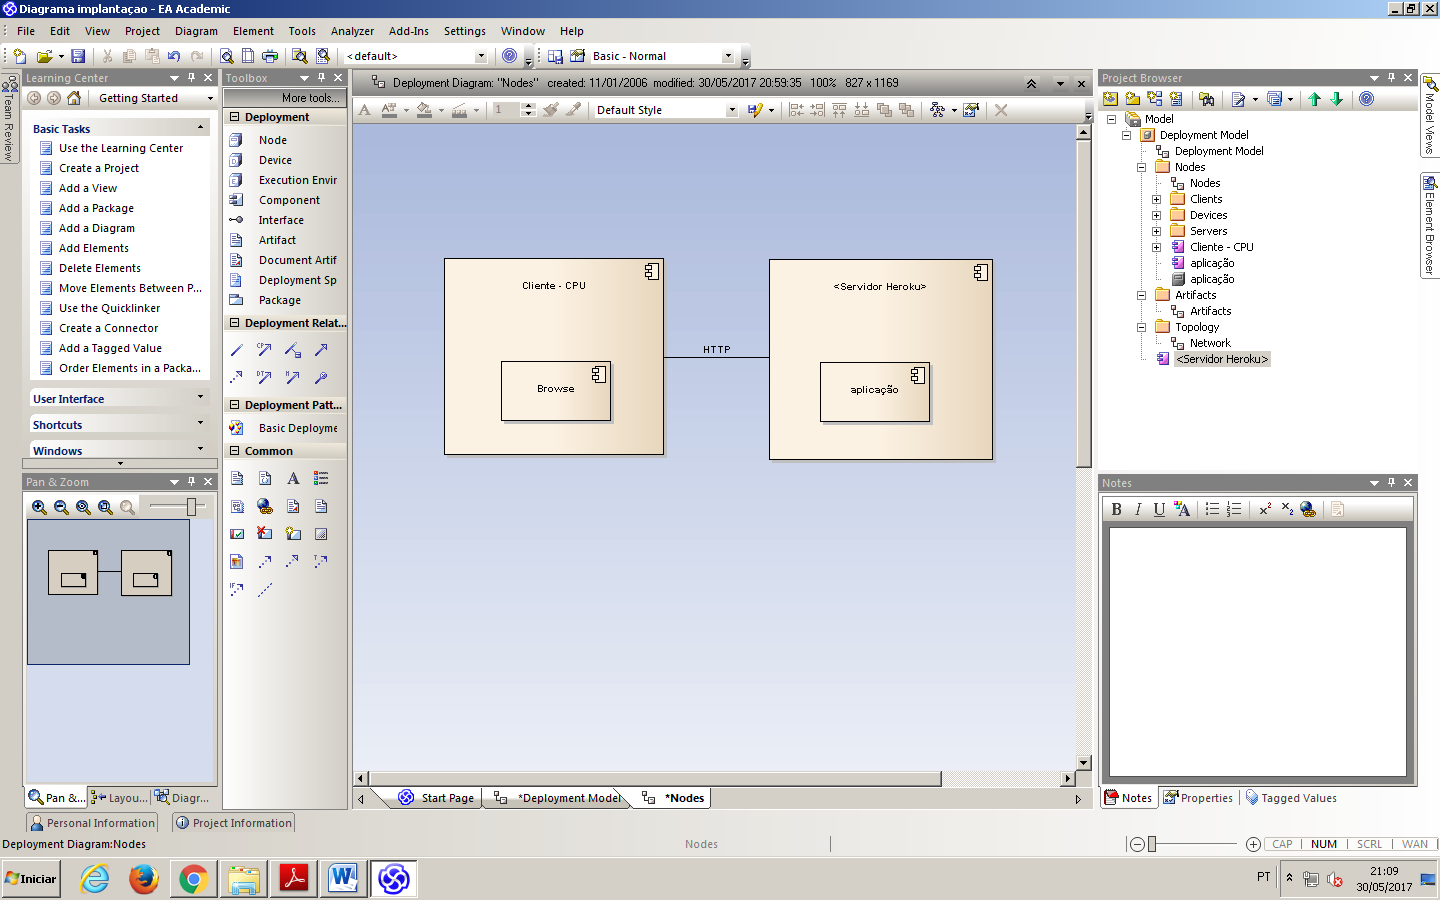 Diagrama implantaçao - EA Academic
File Edit View Project Diagram Element Tools Analyzer Add-Ins Settings Window Help
<default>
Basic - Normal
Team Review
Learning Center
Getting Started
Basic Tasks
Use the Learning Center
Create a Project
Add a View
Add a Package
Add a Diagram
Add Elements
Delete Elements
Move Elements Between P...
Use the Quicklinker
Create a Connector
Add a Tagged Value
Order Elements in a Packa...
User Interface
Shortcuts
Windows
Pan & Zoom
Pan &... Layou... Diagr...
Toolbox
More tools...
Deployment
Node
Device
Execution Envir
Component
Interface
Artifact
Document Artif
Deployment Sp
Package
Deployment Relat...
Deployment Patt...
Basic Deployme
Common
Deployment Diagram: "Nodes" created: 11/01/2006 modified: 30/05/2017 20:59:35 100% 827 x 1169
1
Default Style
Cliente - CPU
Browse
HTTP
<Servidor Heroku>
aplicação
Start Page *Deployment Model *Nodes
Project Browser
Model
Deployment Model
Deployment Model
Nodes
Nodes
Clients
Devices
Servers
Cliente - CPU
aplicação
aplicação
Artifacts
Artifacts
Topology
Network
<Servidor Heroku>
Model Views
Element Browser
Notes
B I U A x² x₂
Notes Properties Tagged Values
Personal Information Project Information
Deployment Diagram:Nodes
Nodes
CAP NUM SCRL WAN
Iniciar
PT
21:09
30/05/2017